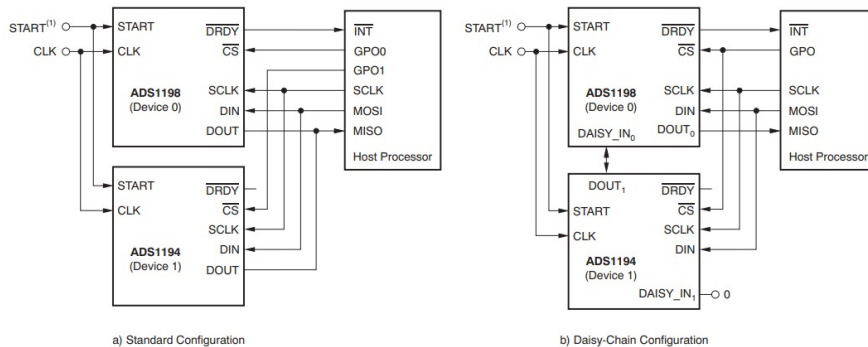 START(1)
CLK
START
CLK
ADS1198
(Device 0)
DRDY
CS
SCLK
DIN
DOUT
INT
GPO0
GPO1
SCLK
MOSI
MISO
Host Processor
START
CLK
ADS1194
(Device 1)
DRDY
CS
SCLK
DIN
DOUT
a) Standard Configuration
START(1)
CLK
START
CLK
ADS1198
(Device 0)
DRDY
CS
SCLK
DIN
DOUT0
DAISY_IN0
INT
GPO
SCLK
MOSI
MISO
Host Processor
DOUT1
START
CLK
ADS1194
(Device 1)
DRDY
CS
SCLK
DIN
DAISY_IN1
0
b) Daisy-Chain Configuration